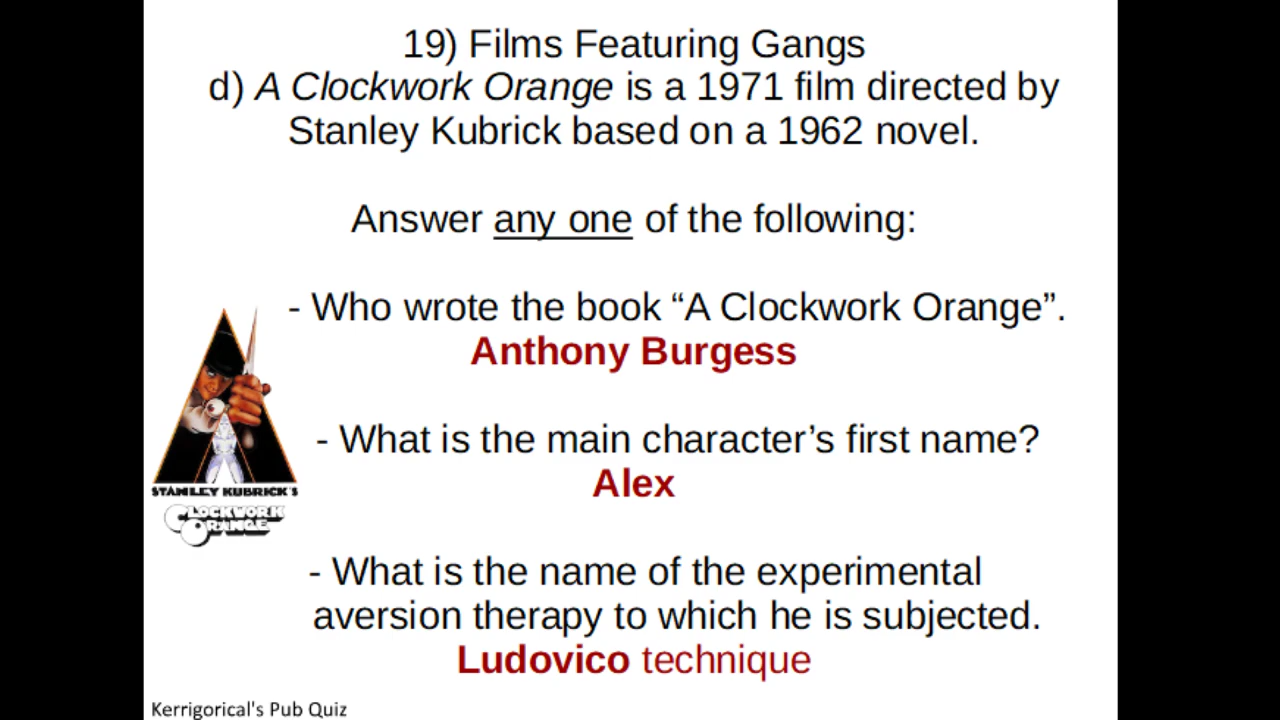 19) Films Featuring Gangs
d) A Clockwork Orange is a 1971 film directed by
Stanley Kubrick based on a 1962 novel.
Answer any one of the following:
- Who wrote the book “A Clockwork Orange”.
Anthony Burgess
- What is the main character’s first name?
Alex
STANLEY KUBRICK'S
CLOCKWORK
ORANGE
- What is the name of the experimental
aversion therapy to which he is subjected.
Ludovico technique
Kerrigorical's Pub Quiz